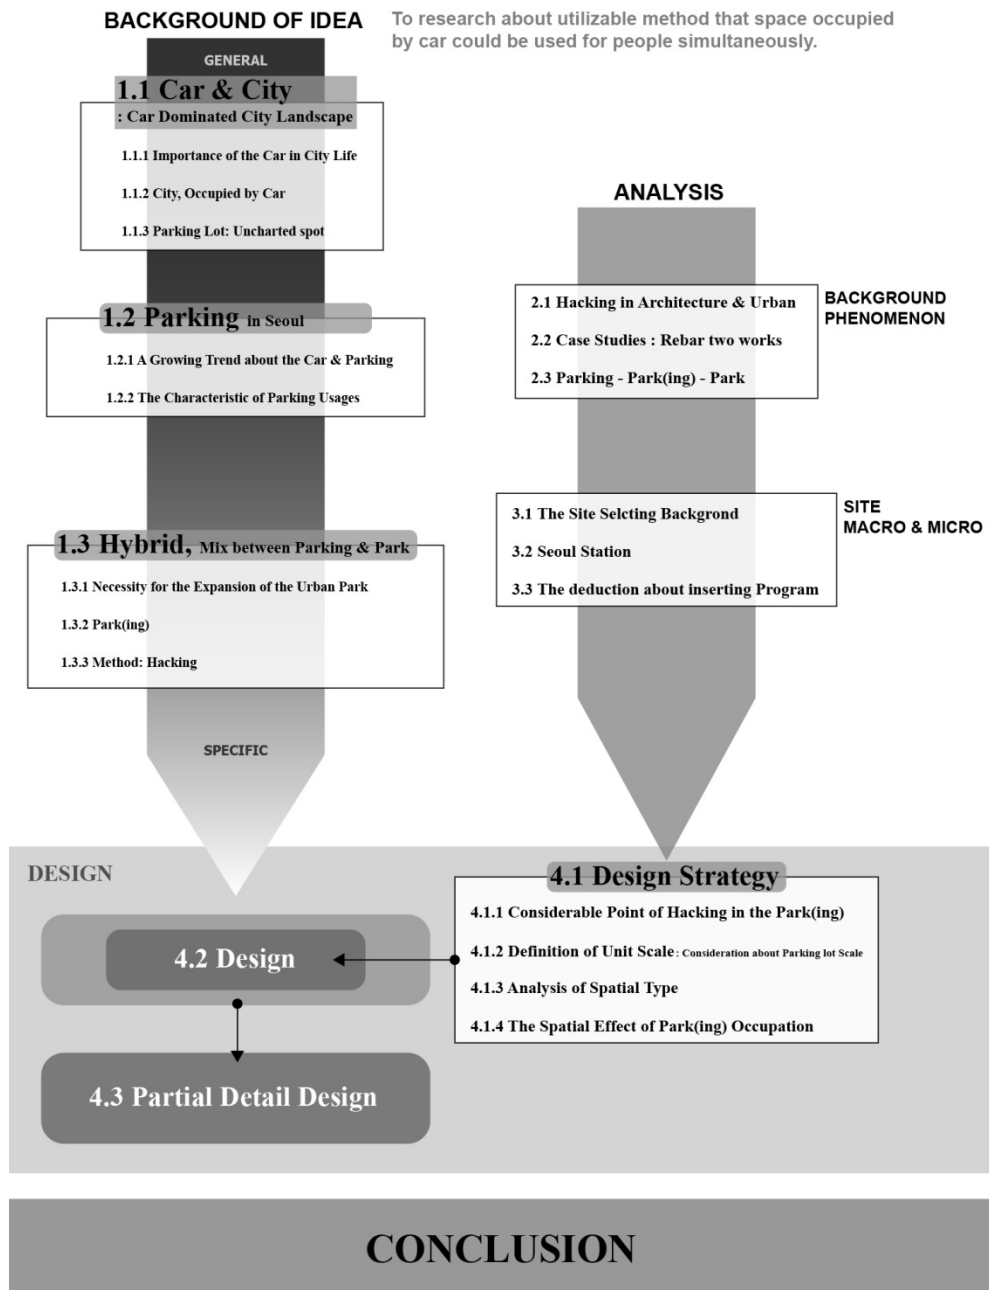 BACKGROUND OF IDEA
To research about utilizable method that space occupied
by car could be used for people simultaneously.
GENERAL
1.1 Car & City
: Car Dominated City Landscape
1.1.1 Importance of the Car in City Life
1.1.2 City, Occupied by Car
1.1.3 Parking Lot: Uncharted spot
1.2 Parking in Seoul
1.2.1 A Growing Trend about the Car & Parking
1.2.2 The Characteristic of Parking Usages
1.3 Hybrid, Mix between Parking & Park
1.3.1 Necessity for the Expansion of the Urban Park
1.3.2 Park(ing)
1.3.3 Method: Hacking
SPECIFIC
ANALYSIS
2.1 Hacking in Architecture & Urban
2.2 Case Studies : Rebar two works
2.3 Parking - Park(ing) - Park
BACKGROUND
PHENOMENON
3.1 The Site Selcting Backgrond
3.2 Seoul Station
3.3 The deduction about inserting Program
SITE
MACRO & MICRO
DESIGN
4.1 Design Strategy
4.1.1 Considerable Point of Hacking in the Park(ing)
4.1.2 Definition of Unit Scale : Consideration about Parking lot Scale
4.1.3 Analysis of Spatial Type
4.1.4 The Spatial Effect of Park(ing) Occupation
4.2 Design
4.3 Partial Detail Design
CONCLUSION